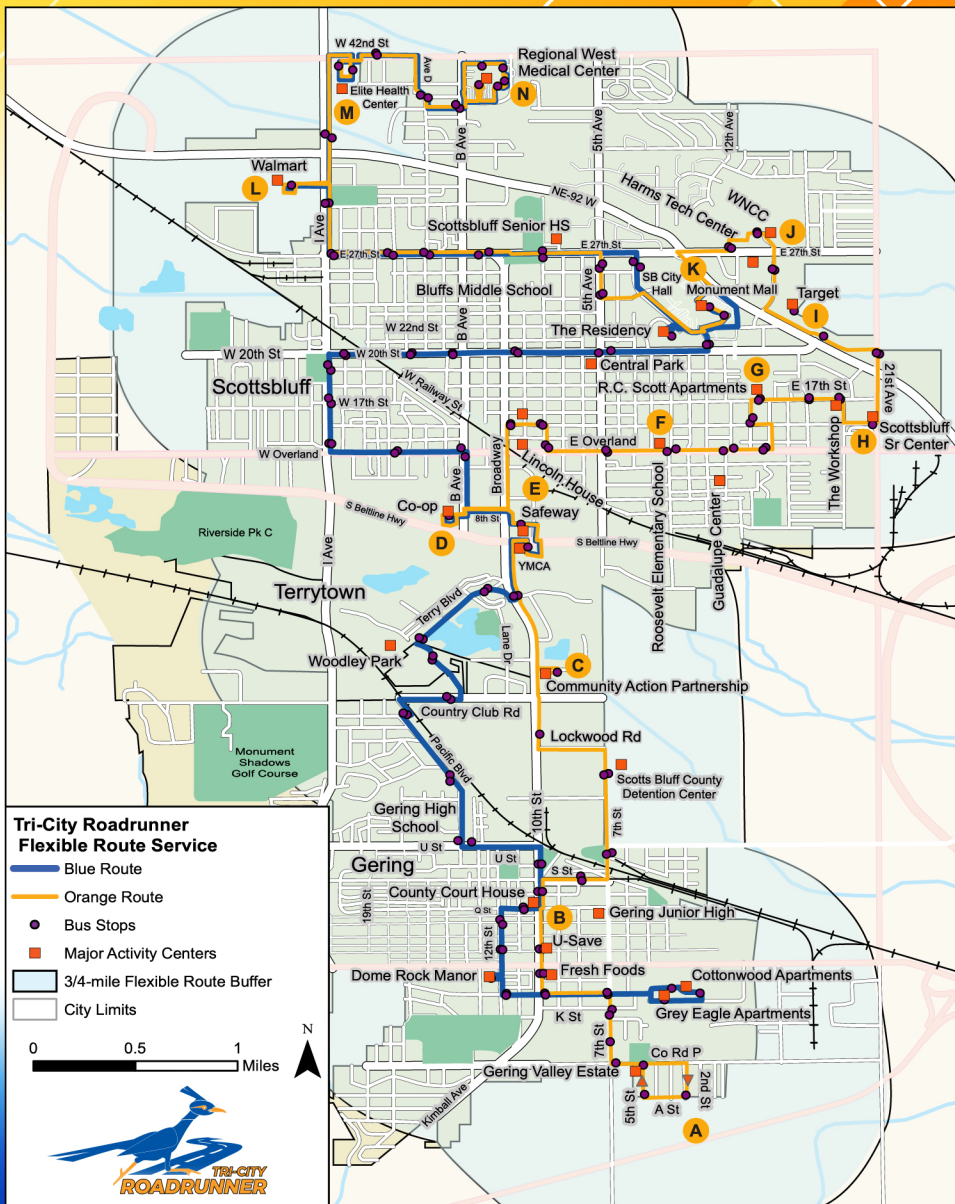 W 42nd St
Ave D
Regional West
Medical Center
N
Elite Health
Center
M
B Ave
5th Ave
12th Ave
Walmart
L
I Ave
NE-92 W
Harms Tech Center
WNCC
J
Scottsbluff Senior HS
E 27th St
E 27th St
E 27th St
K
SB City
Hall
Monument Mall
Bluffs Middle School
5th Ave
Target
I
B Ave
W 22nd St
The Residency
W 20th St
W 20th St
Central Park
G
Scottsbluff
W Railway St
R.C. Scott Apartments
E 17th St
21st Ave
W 17th St
F
H
Scottsbluff
Sr Center
W Overland
E Overland
Broadway
Lincoln House
The Workshop
B Ave
E
Roosevelt Elementary School
Guadalupe Center
Co-op
8th St
Safeway
S Beltline Hwy
D
Riverside Pk C
S Beltline Hwy
YMCA
I Ave
Terrytown
Terry Blvd
Lane Dr
Woodley Park
C
Community Action Partnership
Country Club Rd
Lockwood Rd
Pacific Blvd
Monument
Shadows
Golf Course
Scotts Bluff County
Detention Center
10th St
7th St
Gering High
School
U St
U St
Gering
S St
19th St
County Court House
Q St
B
Gering Junior High
12th St
U-Save
Dome Rock Manor
Fresh Foods
Cottonwood Apartments
K St
Grey Eagle Apartments
7th St
Co Rd P
Gering Valley Estate
5th St
2nd St
A St
A
Kimball Ave
Tri-City Roadrunner
Flexible Route Service
Blue Route
Orange Route
Bus Stops
Major Activity Centers
3/4-mile Flexible Route Buffer
City Limits
N
0 0.5 1
Miles
TRI-CITY
ROADRUNNER